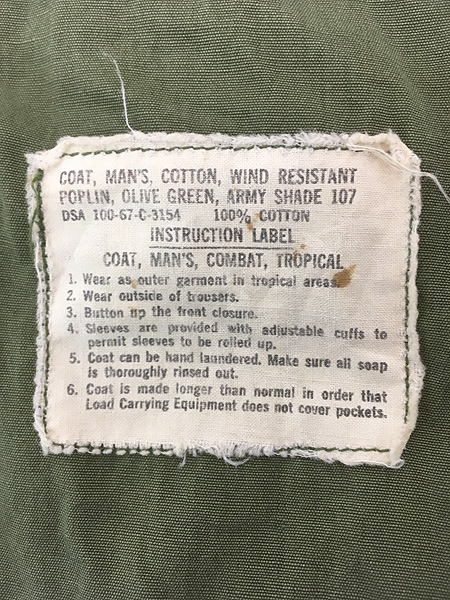 COAT, MAN'S, COTTON, WIND RESISTANT
POPLIN, OLIVE GREEN, ARMY SHADE 107
DSA 100-67-C-3154 100% COTTON
INSTRUCTION LABEL
COAT, MAN'S, COMBAT, TROPICAL
1. Wear as outer garment in tropical areas.
2. Wear outside of trousers.
3. Button up the front closure.
4. Sleeves are provided with adjustable cuffs to
permit sleeves to be rolled up.
5. Coat can be hand laundered. Make sure all soap
is thoroughly rinsed out.
6. Coat is made longer than normal in order that
Load Carrying Equipment does not cover pockets.